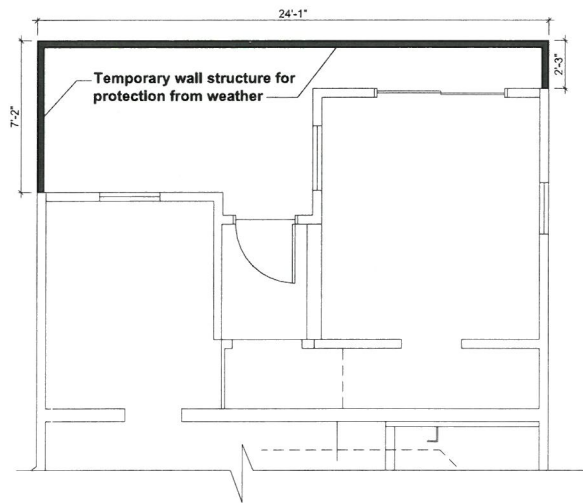 24'-1"
Temporary wall structure for
protection from weather
7'-2"
2'-3"